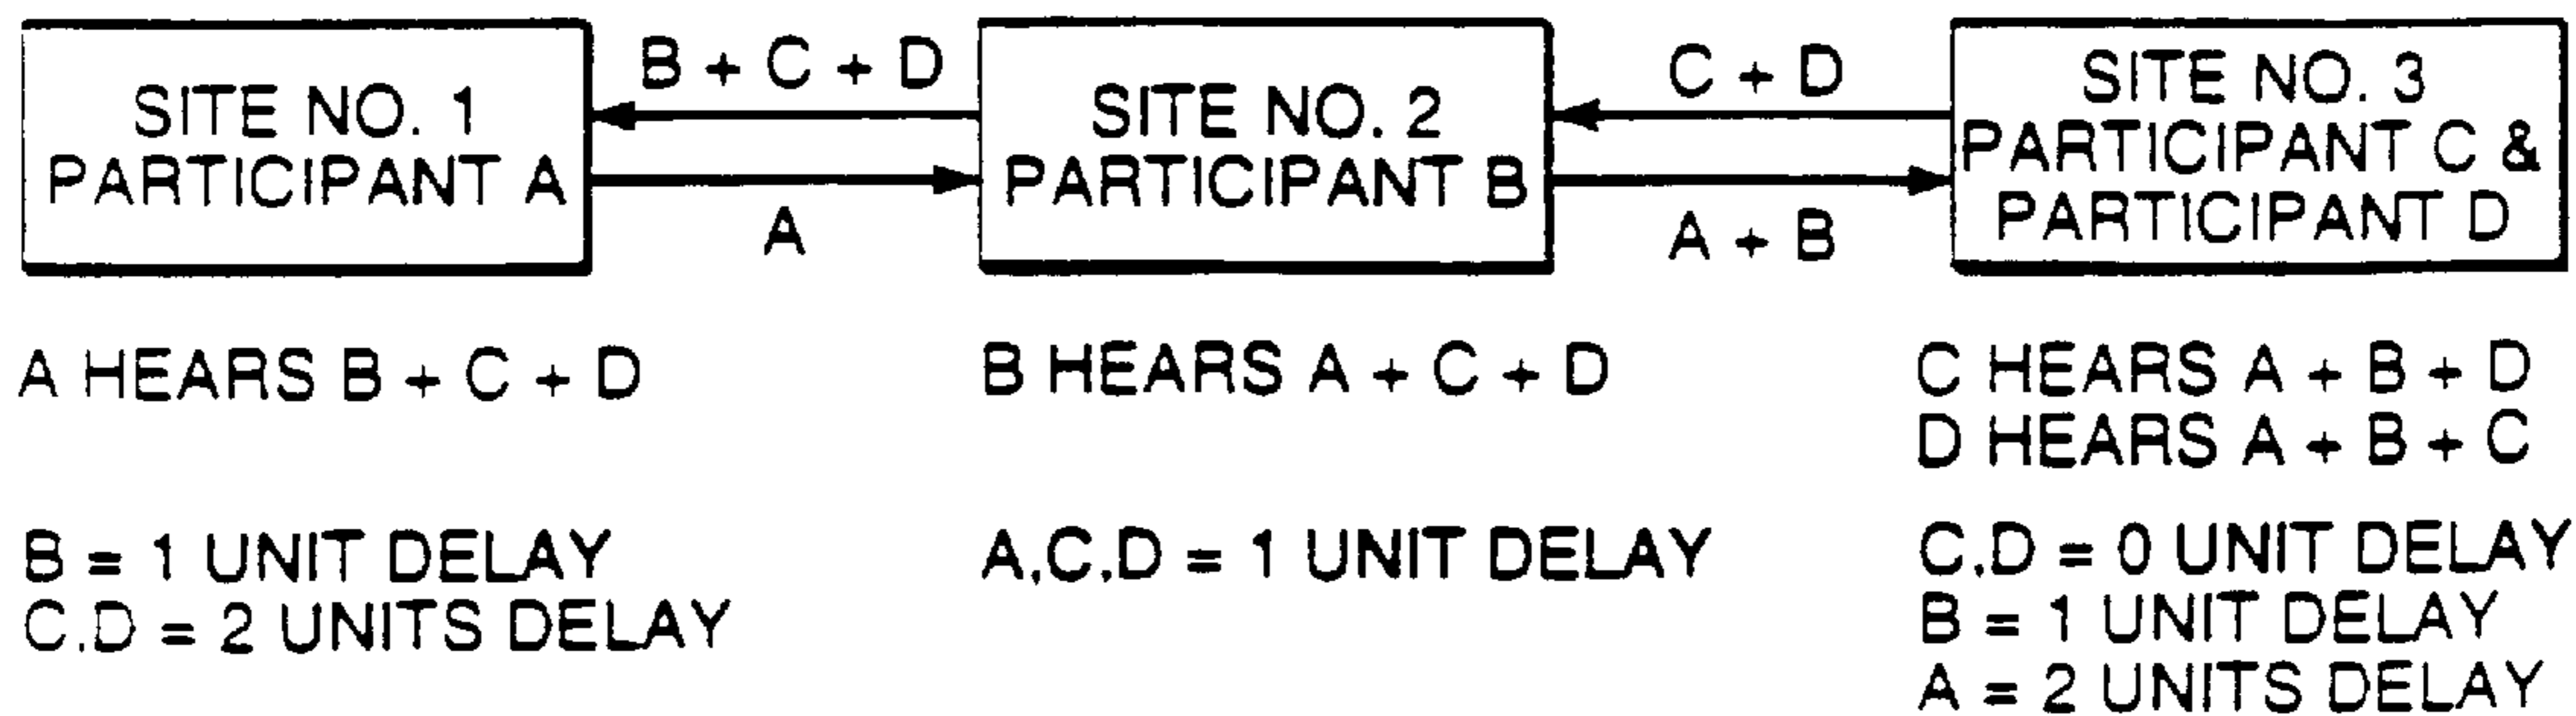 SITE NO. 1
PARTICIPANT A
B + C + D
A
SITE NO. 2
PARTICIPANT B
C + D
A + B
SITE NO. 3
PARTICIPANT C &
PARTICIPANT D
A HEARS B + C + D
B HEARS A + C + D
C HEARS A + B + D
D HEARS A + B + C
B = 1 UNIT DELAY
C.D = 2 UNITS DELAY
A,C.D = 1 UNIT DELAY
C.D = 0 UNIT DELAY
B = 1 UNIT DELAY
A = 2 UNITS DELAY